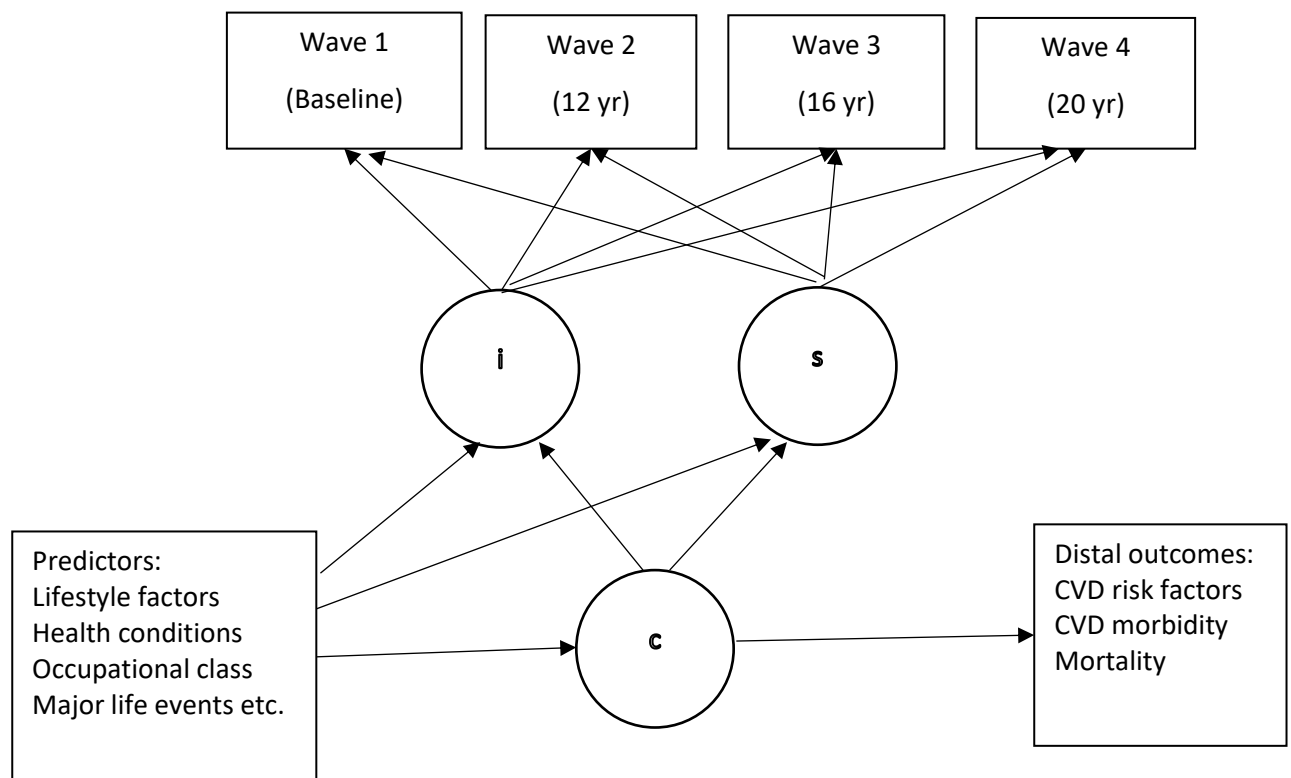 Wave 1
(Baseline)
Wave 2
(12 yr)
Wave 3
(16 yr)
Wave 4
(20 yr)
i
s
Predictors:
Lifestyle factors
Health conditions
Occupational class
Major life events etc.
c
Distal outcomes:
CVD risk factors
CVD morbidity
Mortality